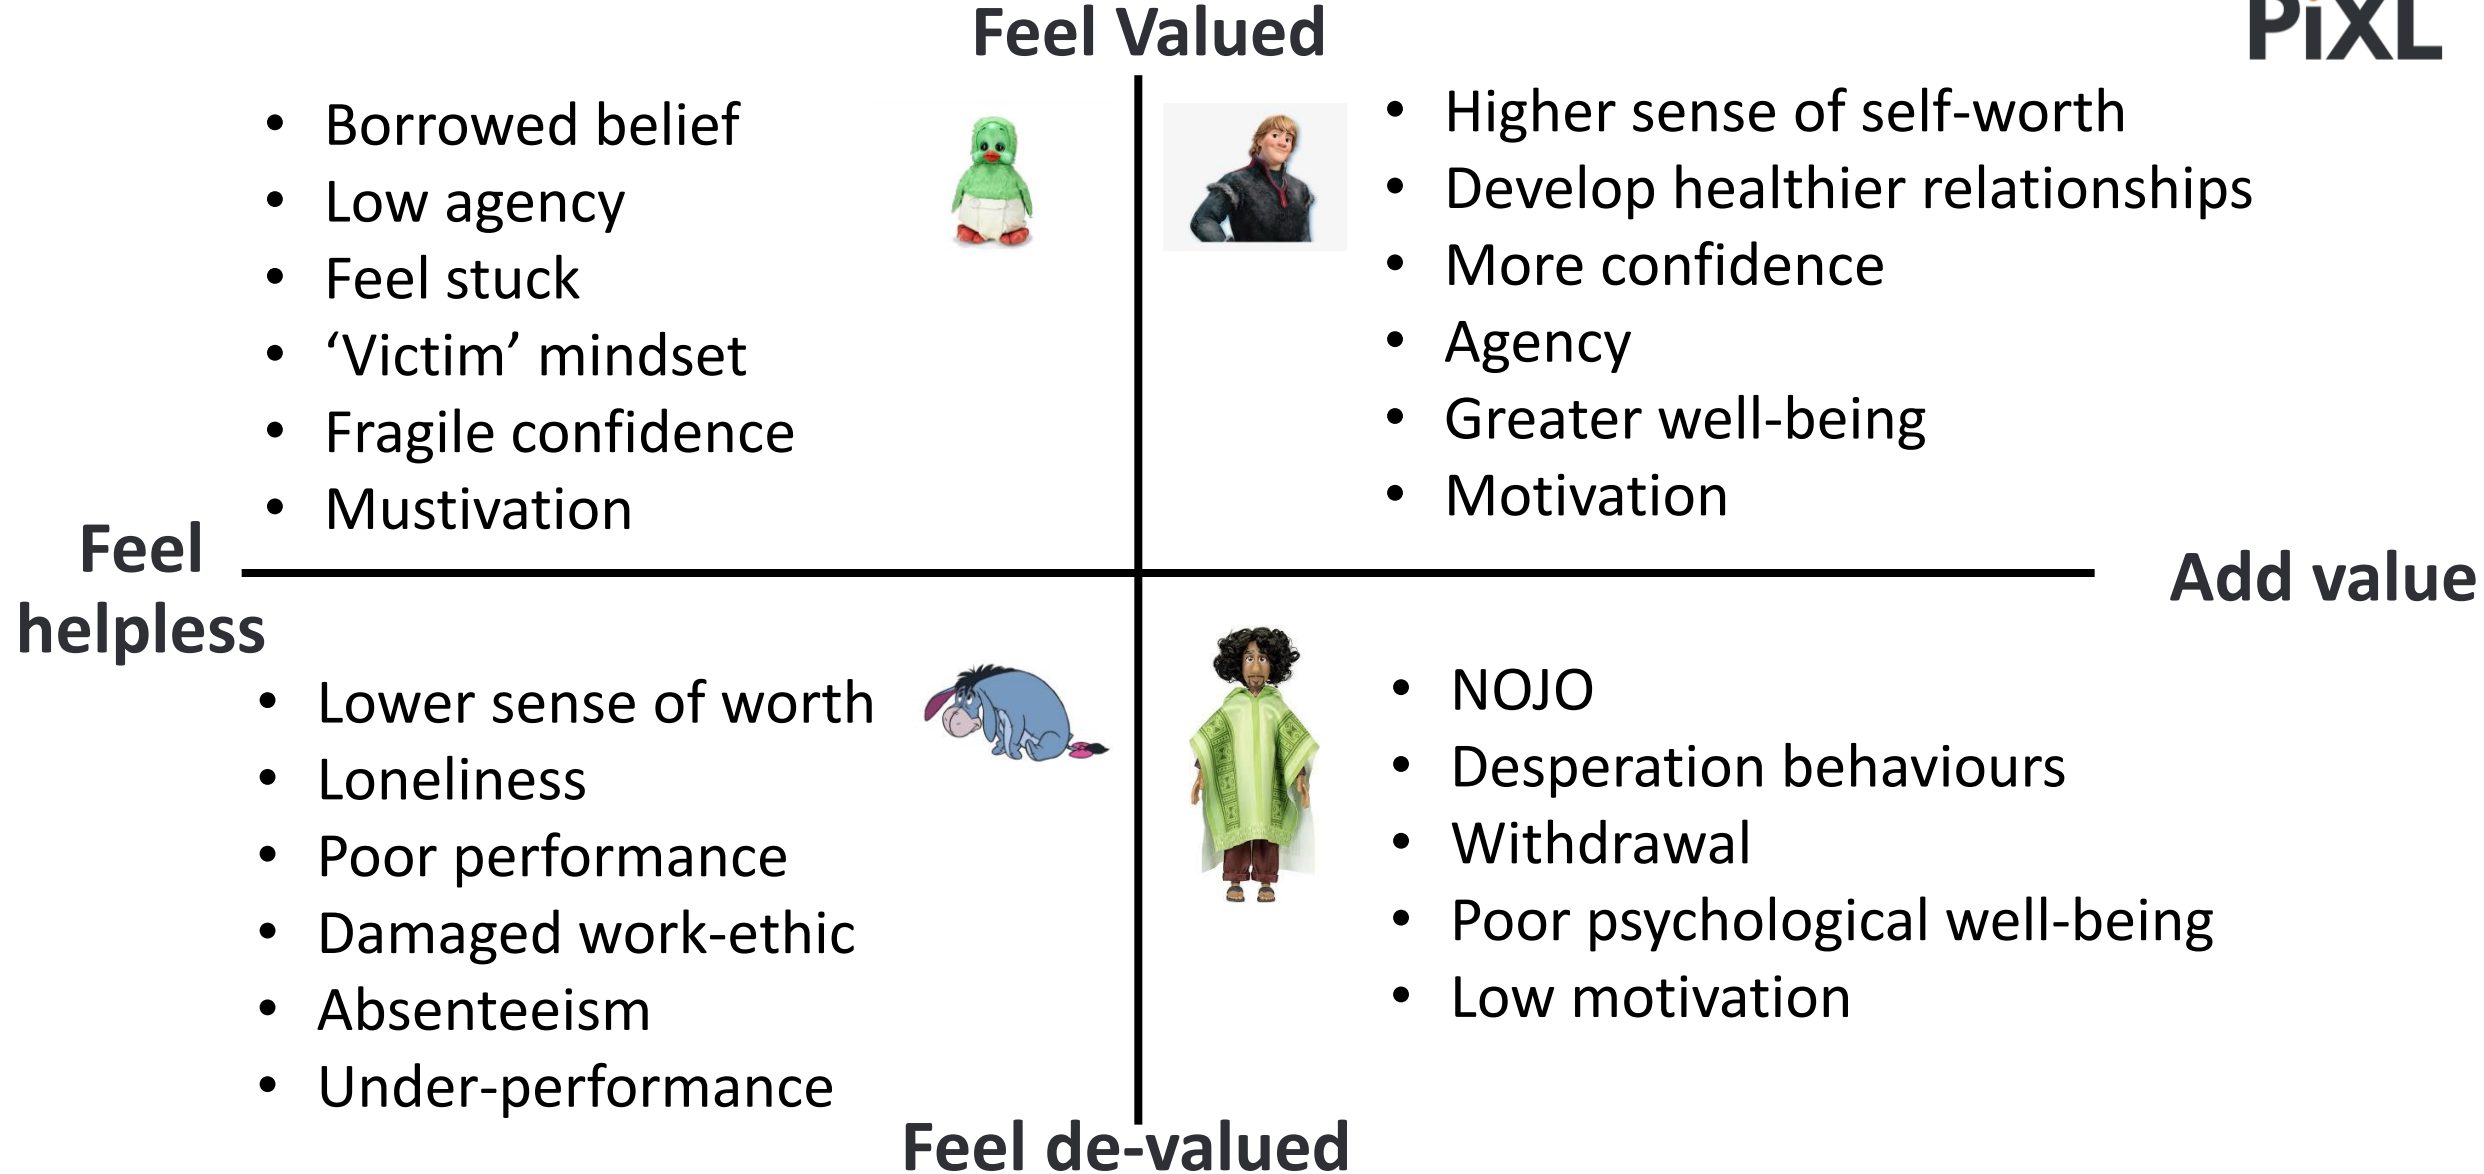 Feel Valued
PiXL
• Borrowed belief
• Low agency
• Feel stuck
• ‘Victim’ mindset
• Fragile confidence
• Mustivation
• Higher sense of self-worth
• Develop healthier relationships
• More confidence
• Agency
• Greater well-being
• Motivation
Feel
helpless
Add value
• Lower sense of worth
• Loneliness
• Poor performance
• Damaged work-ethic
• Absenteeism
• Under-performance
• NOJO
• Desperation behaviours
• Withdrawal
• Poor psychological well-being
• Low motivation
Feel de-valued